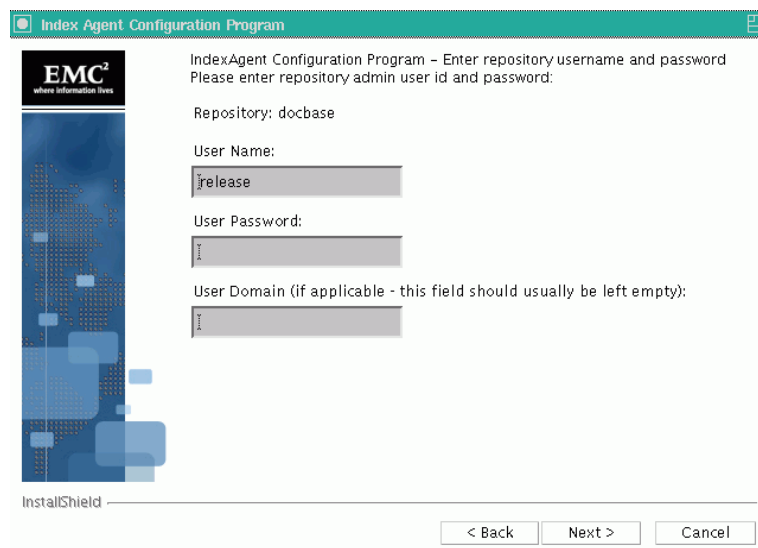 Index Agent Configuration Program
EMC²
where information lives
IndexAgent Configuration Program – Enter repository username and password
Please enter repository admin user id and password:
Repository: docbase
User Name:
release
User Password:
User Domain (if applicable - this field should usually be left empty):
InstallShield
< Back
Next >
Cancel